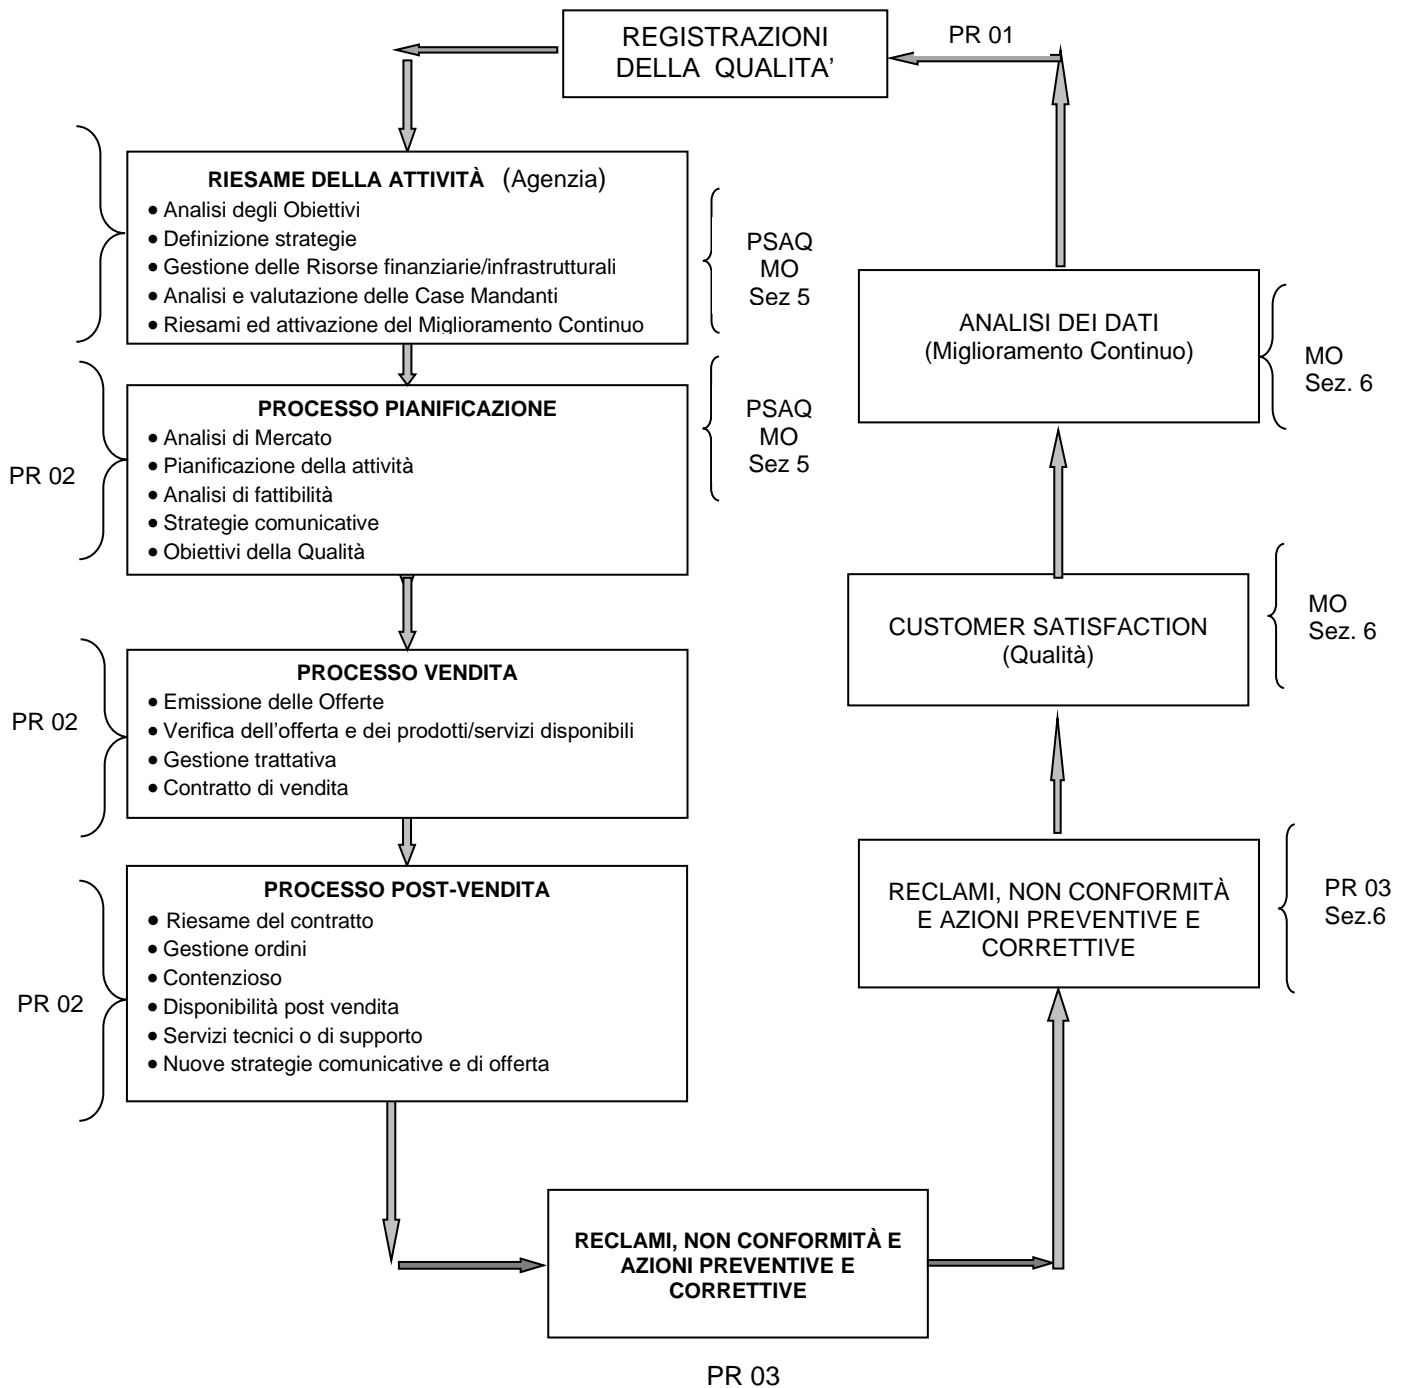 REGISTRAZIONI
DELLA QUALITA’
PR 01
RIESAME DELLA ATTIVITÀ (Agenzia)
• Analisi degli Obiettivi
• Definizione strategie
• Gestione delle Risorse finanziarie/infrastrutturali
• Analisi e valutazione delle Case Mandanti
• Riesami ed attivazione del Miglioramento Continuo
PSAQ
MO
Sez 5
PR 02
PROCESSO PIANIFICAZIONE
• Analisi di Mercato
• Pianificazione della attività
• Analisi di fattibilità
• Strategie comunicative
• Obiettivi della Qualità
PSAQ
MO
Sez 5
PR 02
PROCESSO VENDITA
• Emissione delle Offerte
• Verifica dell’offerta e dei prodotti/servizi disponibili
• Gestione trattativa
• Contratto di vendita
PR 02
PROCESSO POST-VENDITA
• Riesame del contratto
• Gestione ordini
• Contenzioso
• Disponibilità post vendita
• Servizi tecnici o di supporto
• Nuove strategie comunicative e di offerta
RECLAMI, NON CONFORMITÀ E
AZIONI PREVENTIVE E
CORRETTIVE
PR 03
RECLAMI, NON CONFORMITÀ
E AZIONI PREVENTIVE E
CORRETTIVE
PR 03
Sez.6
CUSTOMER SATISFACTION
(Qualità)
MO
Sez. 6
ANALISI DEI DATI
(Miglioramento Continuo)
MO
Sez. 6